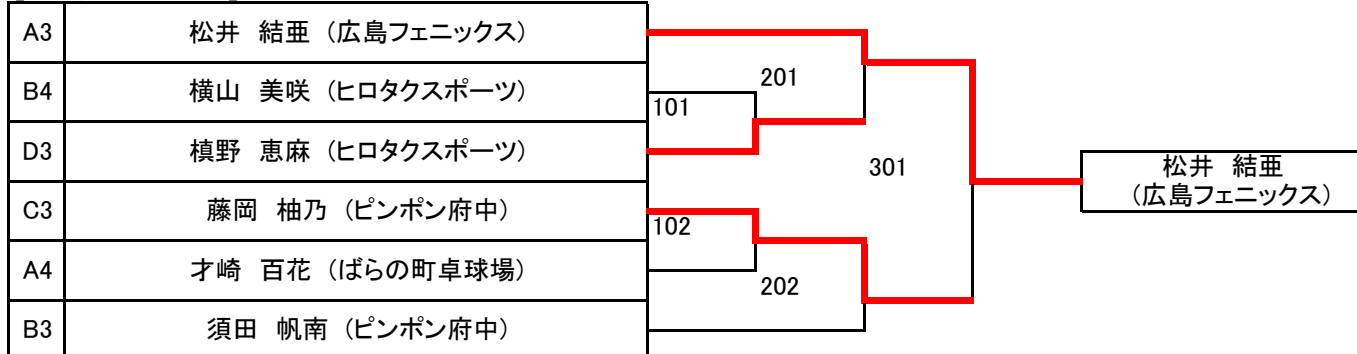 A3 松井 結亜 (広島フェニックス)
B4 横山 美咲 (ヒロタクスポーツ)
D3 槙野 恵麻 (ヒロタクスポーツ)
C3 藤岡 柚乃 (ピンポン府中)
A4 才崎 百花 (ばらの町卓球場)
B3 須田 帆南 (ピンポン府中)
201
101
301
102
202
松井 結亜
(広島フェニックス)